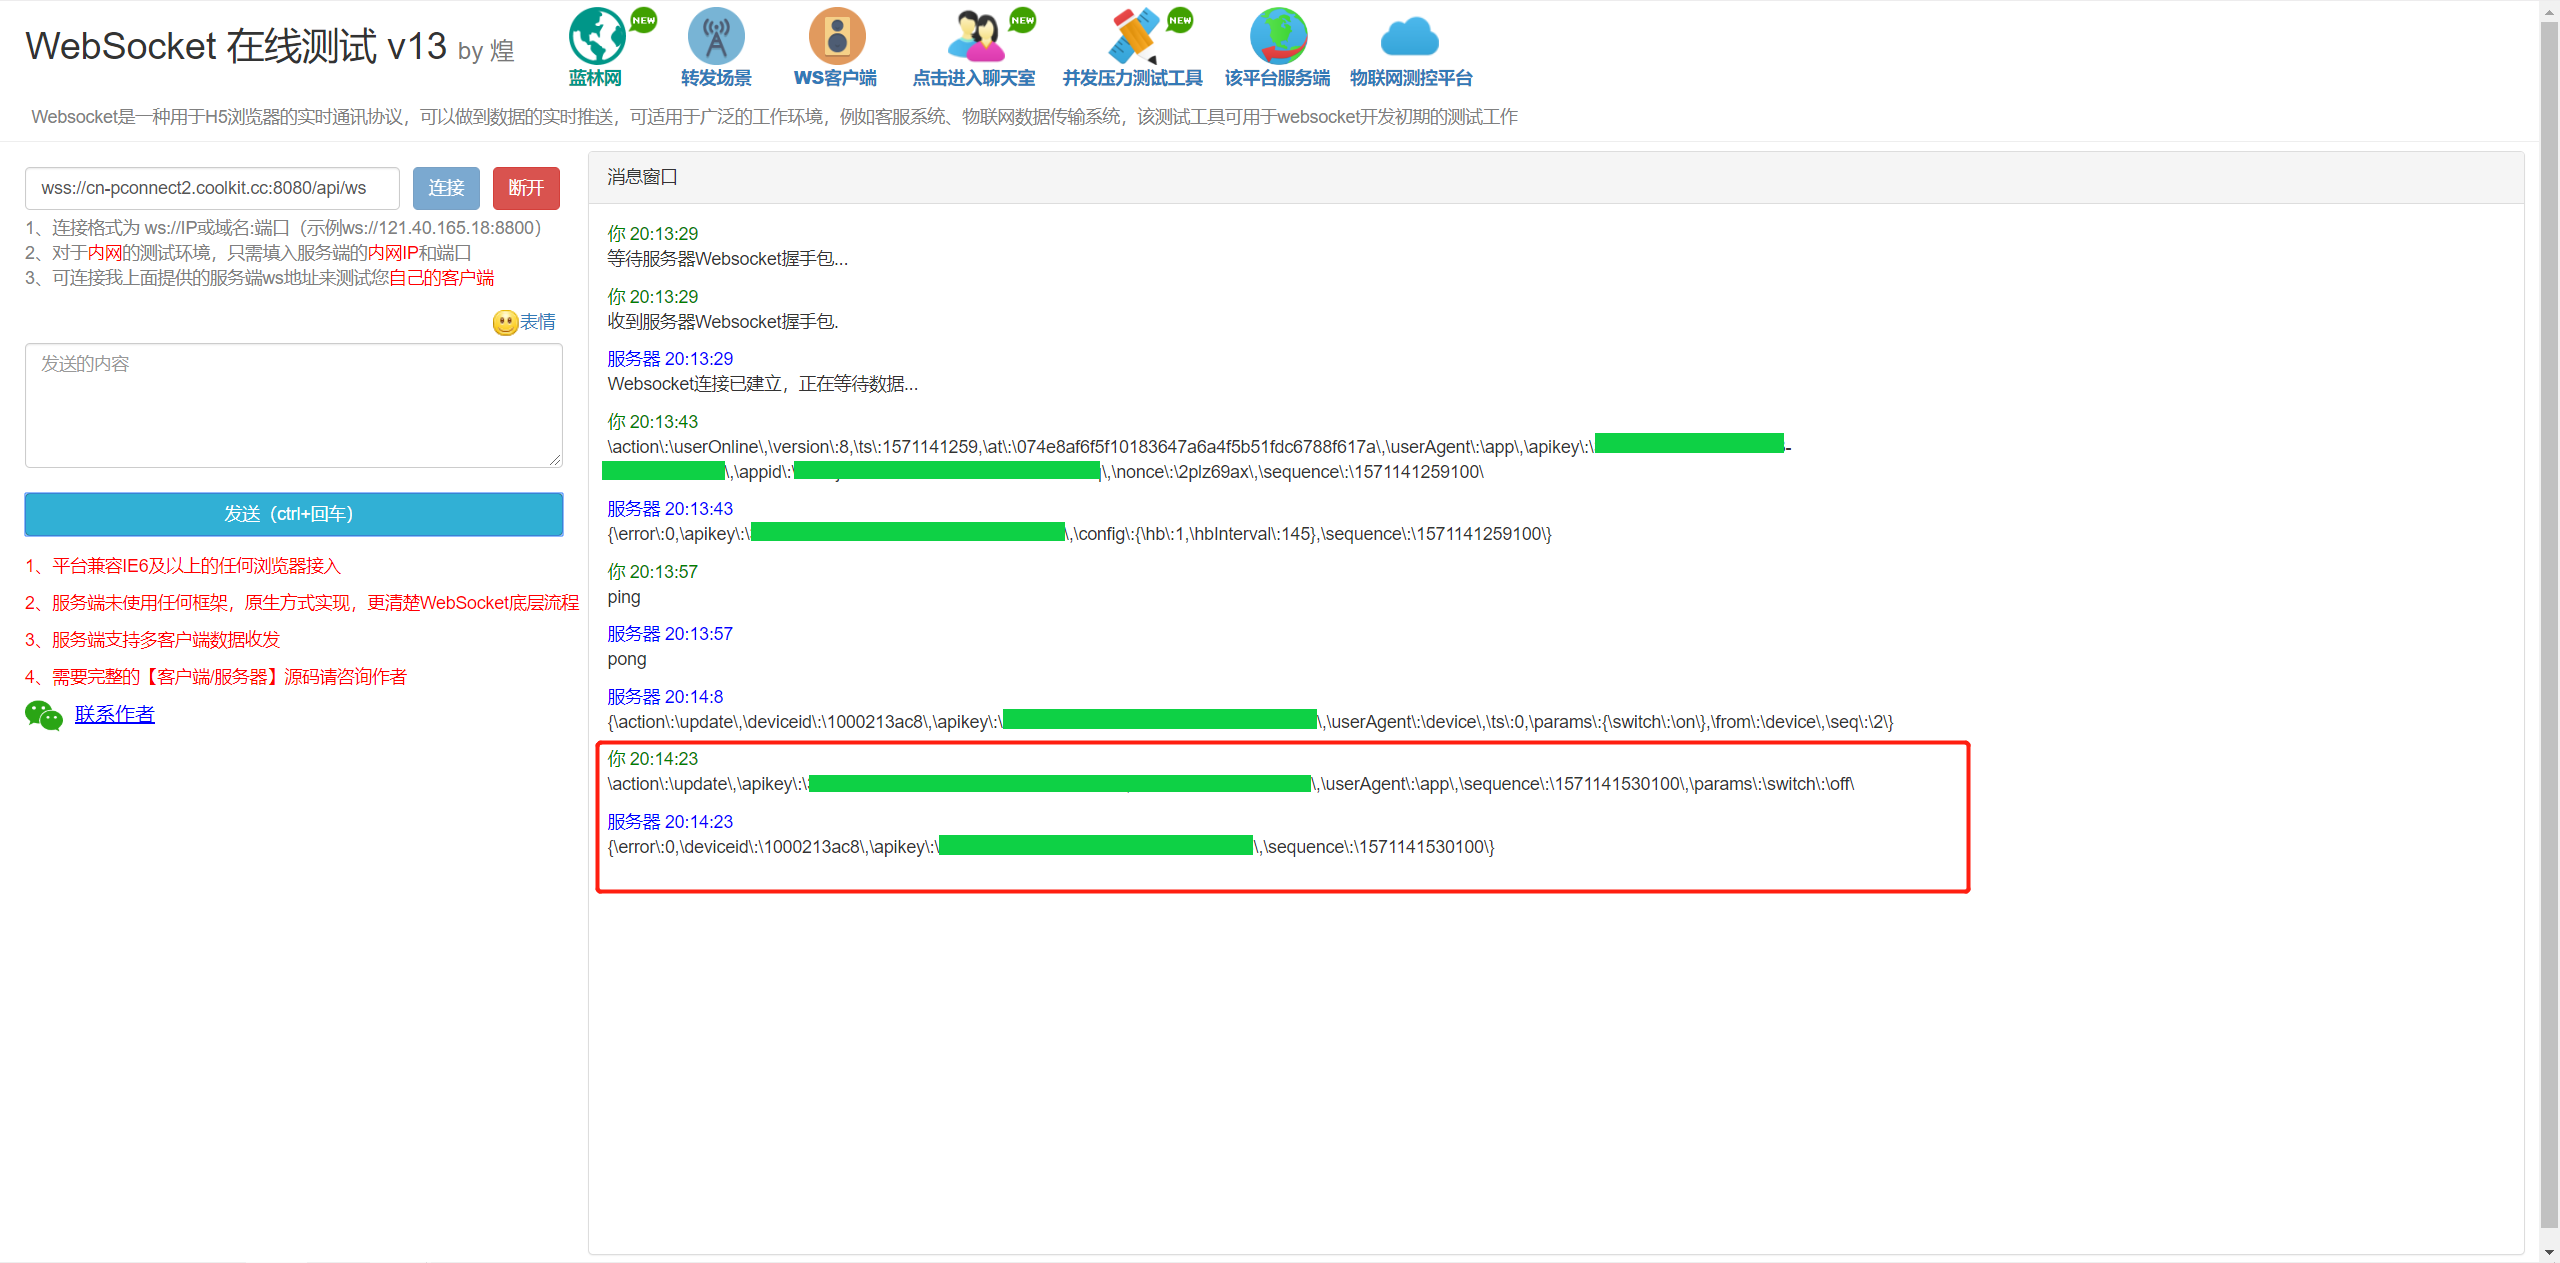 WebSocket 在线测试 v13 by 煌
NEW
NEW
NEW
蓝林网
转发场景
WS客户端
点击进入聊天室
并发压力测试工具
该平台服务端
物联网测控平台
Websocket是一种用于H5浏览器的实时通讯协议，可以做到数据的实时推送，可适用于广泛的工作环境，例如客服系统、物联网数据传输系统，该测试工具可用于websocket开发初期的测试工作
wss://cn-pconnect2.coolkit.cc:8080/api/ws
连接
断开
1、连接格式为 ws://IP或域名:端口（示例ws://121.40.165.18:8800）
2、对于内网的测试环境，只需填入服务端的内网IP和端口
3、可连接我上面提供的服务端ws地址来测试您自己的客户端
表情
发送的内容
发送（ctrl+回车）
1、平台兼容IE6及以上的任何浏览器接入
2、服务端未使用任何框架，原生方式实现，更清楚WebSocket底层流程
3、服务端支持多客户端数据收发
4、需要完整的【客户端/服务器】源码请咨询作者
联系作者
消息窗口
你 20:13:29
等待服务器Websocket握手包...
你 20:13:29
收到服务器Websocket握手包.
服务器 20:13:29
Websocket连接已建立，正在等待数据...
你 20:13:43
\action\:\userOnline\,\version\:8,\ts\:1571141259,\at\:\074e8af6f5f10183647a6a4f5b51fdc6788f617a\,\userAgent\:\app\,\apikey\:\ -
\,\appid\:\ \,\nonce\:\2plz69ax\,\sequence\:\1571141259100\
服务器 20:13:43
{\error\:0,\apikey\:\ \,\config\:{\hb\:1,\hbInterval\:145},\sequence\:\1571141259100\}
你 20:13:57
ping
服务器 20:13:57
pong
服务器 20:14:8
{\action\:\update\,\deviceid\:\1000213ac8\,\apikey\:\ \,\userAgent\:\device\,\ts\:0,\params\:{\switch\:\on\},\from\:\device\,\seq\:\2\}
你 20:14:23
\action\:\update\,\apikey\:\ \,\userAgent\:\app\,\sequence\:\1571141530100\,\params\:\switch\:\off\
服务器 20:14:23
{\error\:0,\deviceid\:\1000213ac8\,\apikey\:\ \,\sequence\:\1571141530100\}